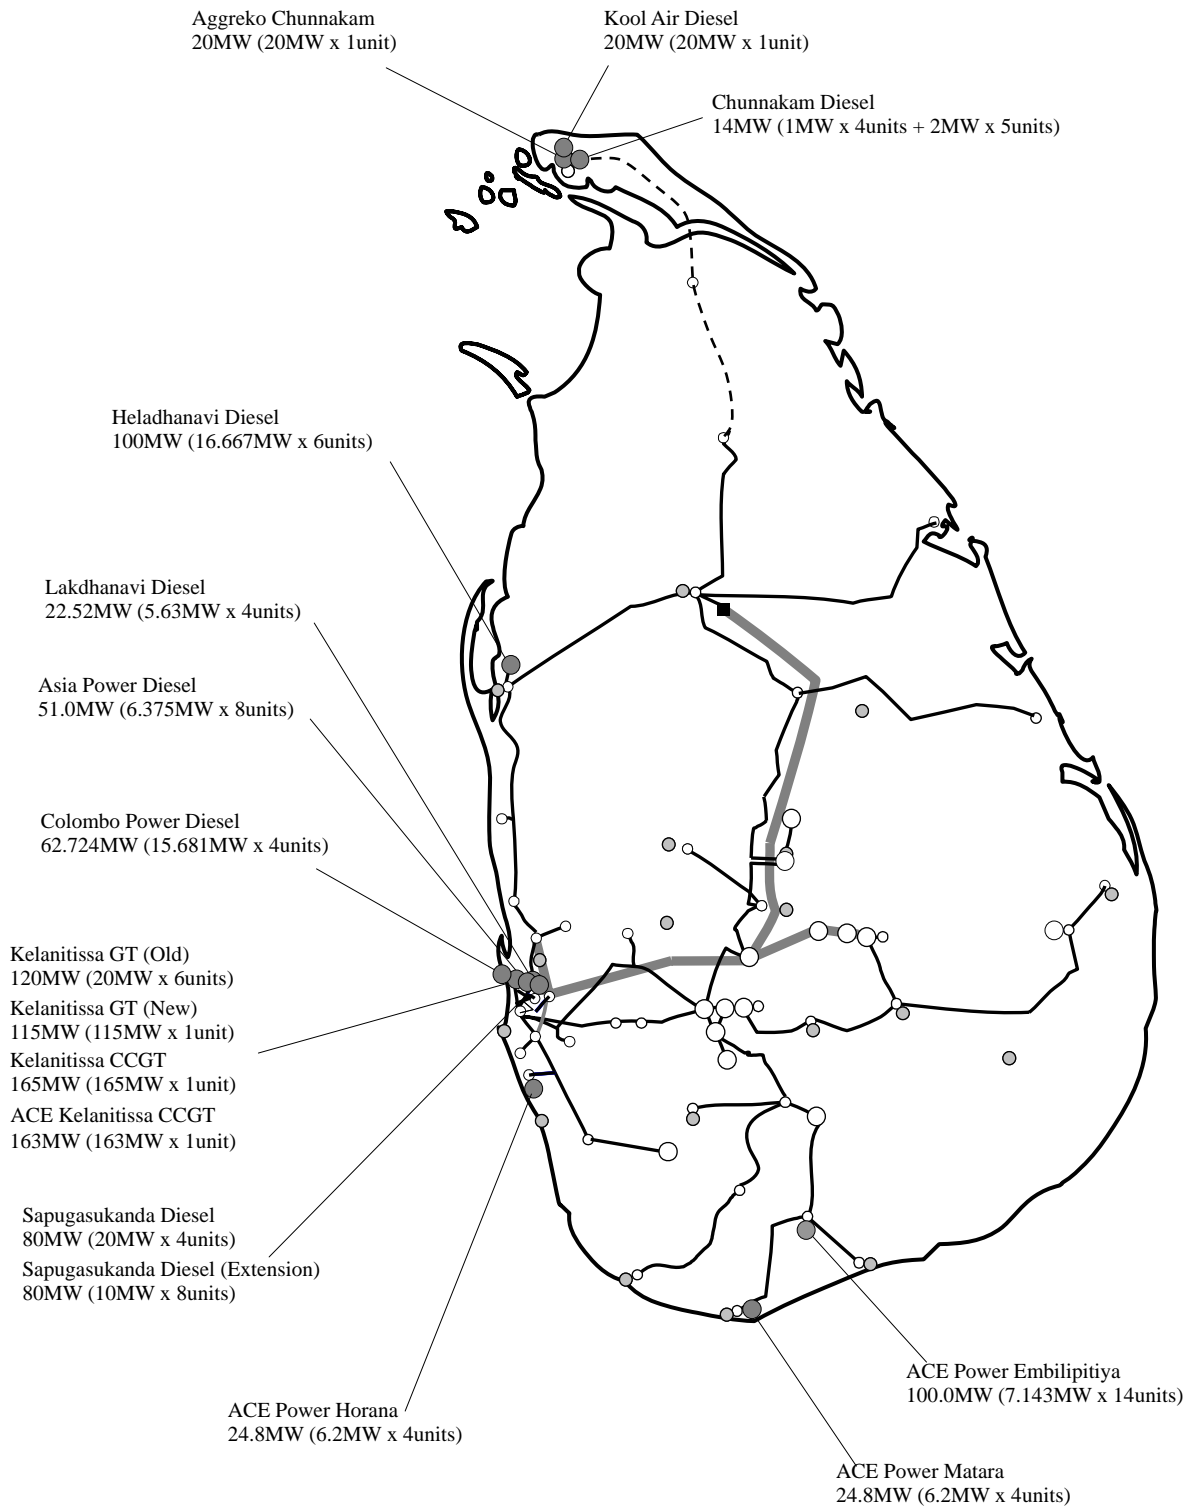 Aggreko Chunnakam
20MW (20MW x 1unit)
Kool Air Diesel
20MW (20MW x 1unit)
Chunnakam Diesel
14MW (1MW x 4units + 2MW x 5units)
Heladhanavi Diesel
100MW (16.667MW x 6units)
Lakdhanavi Diesel
22.52MW (5.63MW x 4units)
Asia Power Diesel
51.0MW (6.375MW x 8units)
Colombo Power Diesel
62.724MW (15.681MW x 4units)
Kelanitissa GT (Old)
120MW (20MW x 6units)
Kelanitissa GT (New)
115MW (115MW x 1unit)
Kelanitissa CCGT
165MW (165MW x 1unit)
ACE Kelanitissa CCGT
163MW (163MW x 1unit)
Sapugasukanda Diesel
80MW (20MW x 4units)
Sapugasukanda Diesel (Extension)
80MW (10MW x 8units)
ACE Power Embilipitiya
100.0MW (7.143MW x 14units)
ACE Power Horana
24.8MW (6.2MW x 4units)
ACE Power Matara
24.8MW (6.2MW x 4units)